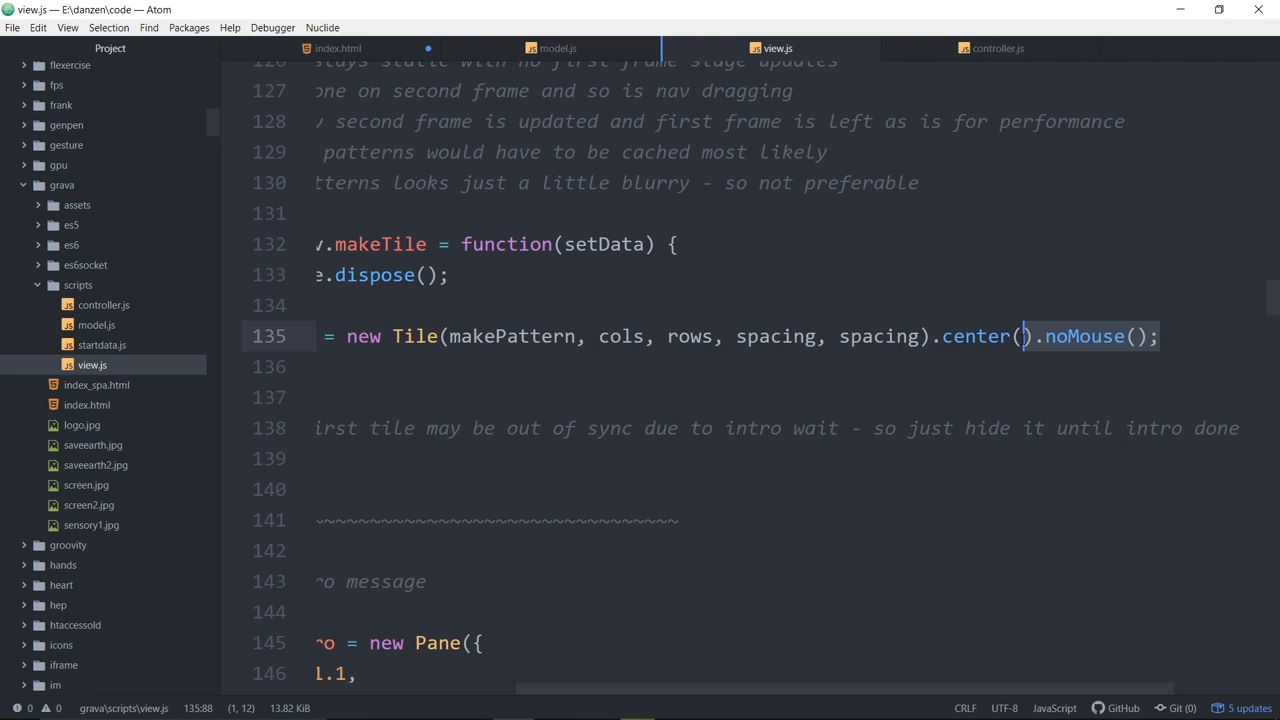 view.js — E:\danzen\code — Atom
File Edit View Selection Find Packages Help Debugger Nuclide
Project
index.html
model.js
view.js
controller.js
flexercise
fps
frank
genpen
gesture
gpu
grava
assets
es5
es6
es6socket
scripts
controller.js
model.js
startdata.js
view.js
index_spa.html
index.html
logo.jpg
saveearth.jpg
saveearth2.jpg
screen.jpg
screen2.jpg
sensory1.jpg
groovity
hands
heart
hep
htaccessold
icons
iframe
im
126 stays static with no first frame stage updates
127 one on second frame and so is nav dragging
128 y second frame is updated and first frame is left as is for performance
129 patterns would have to be cached most likely
130 tterns looks just a little blurry - so not preferable
131
132 v.makeTile = function(setData) {
133 e.dispose();
134
135 = new Tile(makePattern, cols, rows, spacing, spacing).center().noMouse();
136
137
138 irst tile may be out of sync due to intro wait - so just hide it until intro done
139
140
141 ~~~~~~~~~~~~~~~~~~~~~~~~~~~~~~~~
142
143 ro message
144
145 ro = new Pane({
146 1.1,
0 0 grava\scripts\view.js 135:88 (1, 12) 13.82 KiB CRLF UTF-8 JavaScript GitHub Git (0) 5 updates